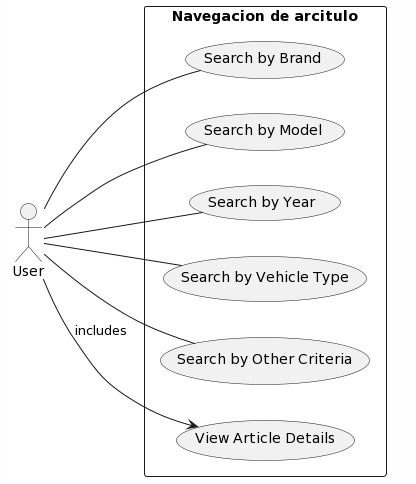 Navegacion de arcitulo
Search by Brand
Search by Model
Search by Year
User
Search by Vehicle Type
includes
Search by Other Criteria
View Article Details